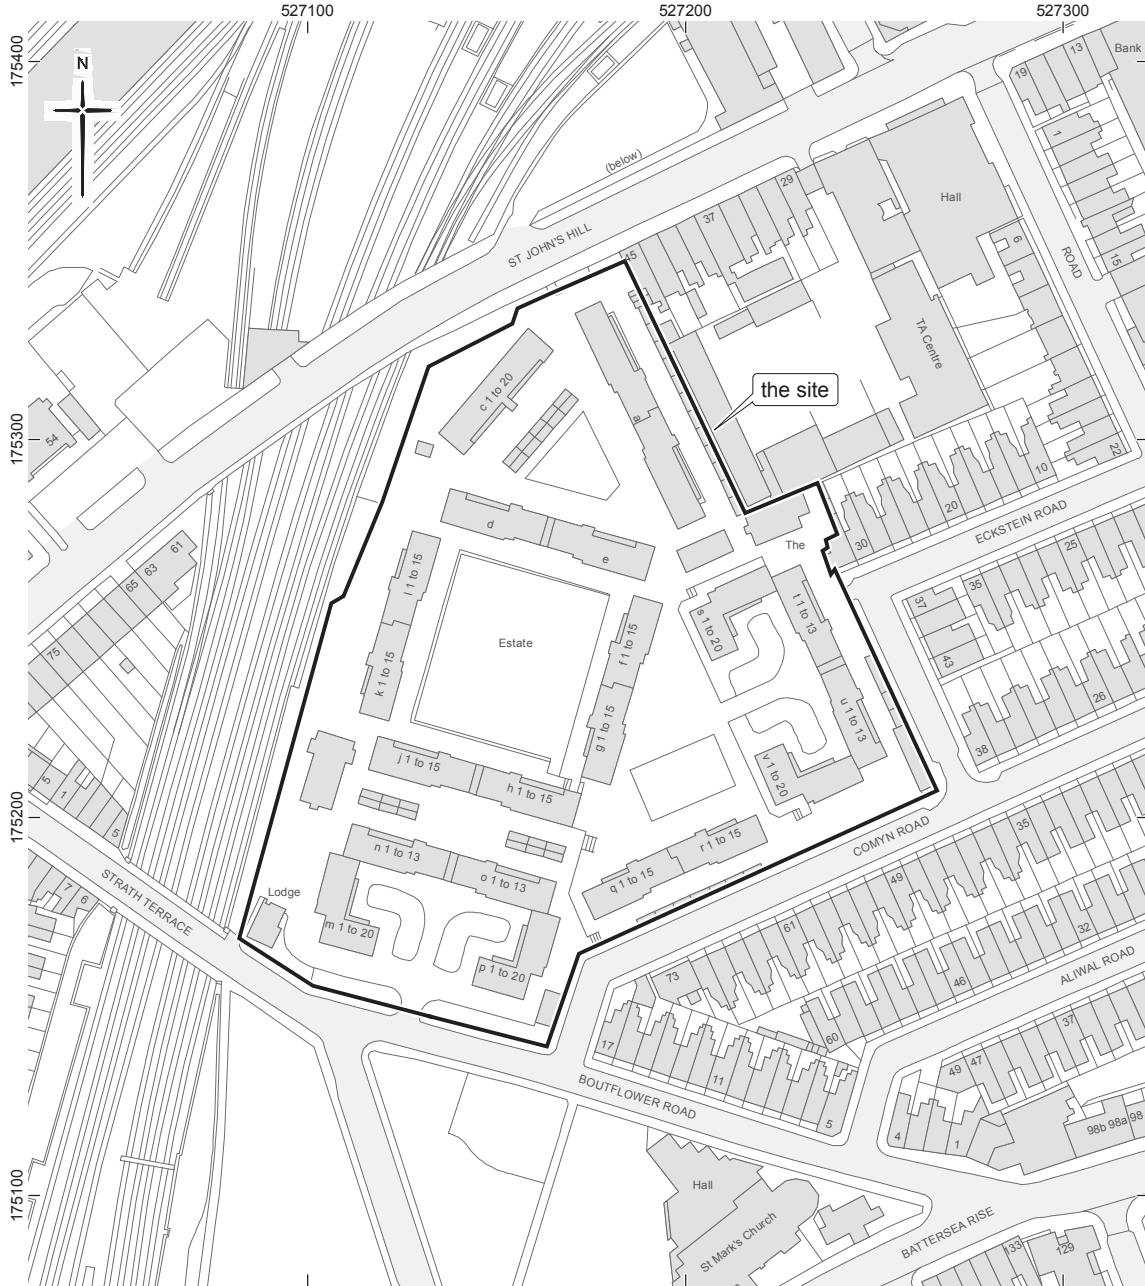 527100
527200
527300
175400
175300
175200
175100
N
19
13
Bank
1
(below)
29
37
Hall
6
ROAD
15
ST JOHN'S HILL
45
TA Centre
the site
c 1 to 20
a
54
22
10
20
30
ECKSTEIN ROAD
d
e
The
61
63
65
75
l 1 to 15
k 1 to 15
Estate
f 1 to 15
g 1 to 15
s 1 to 20
t 1 to 13
u 1 to 13
v 1 to 20
25
35
37
43
26
38
j 1 to 15
h 1 to 15
5
1
5
7
6
STRATH TERRACE
Lodge
n 1 to 13
o 1 to 13
m 1 to 20
p 1 to 20
q 1 to 15
r 1 to 15
COMYN ROAD
35
49
61
73
32
46
60
ALIWAL ROAD
17
11
5
BOUTFLOWER ROAD
37
47
49
4
1
98b
98a
98
Hall
St Mark's Church
BATTERSEA RISE
133
129